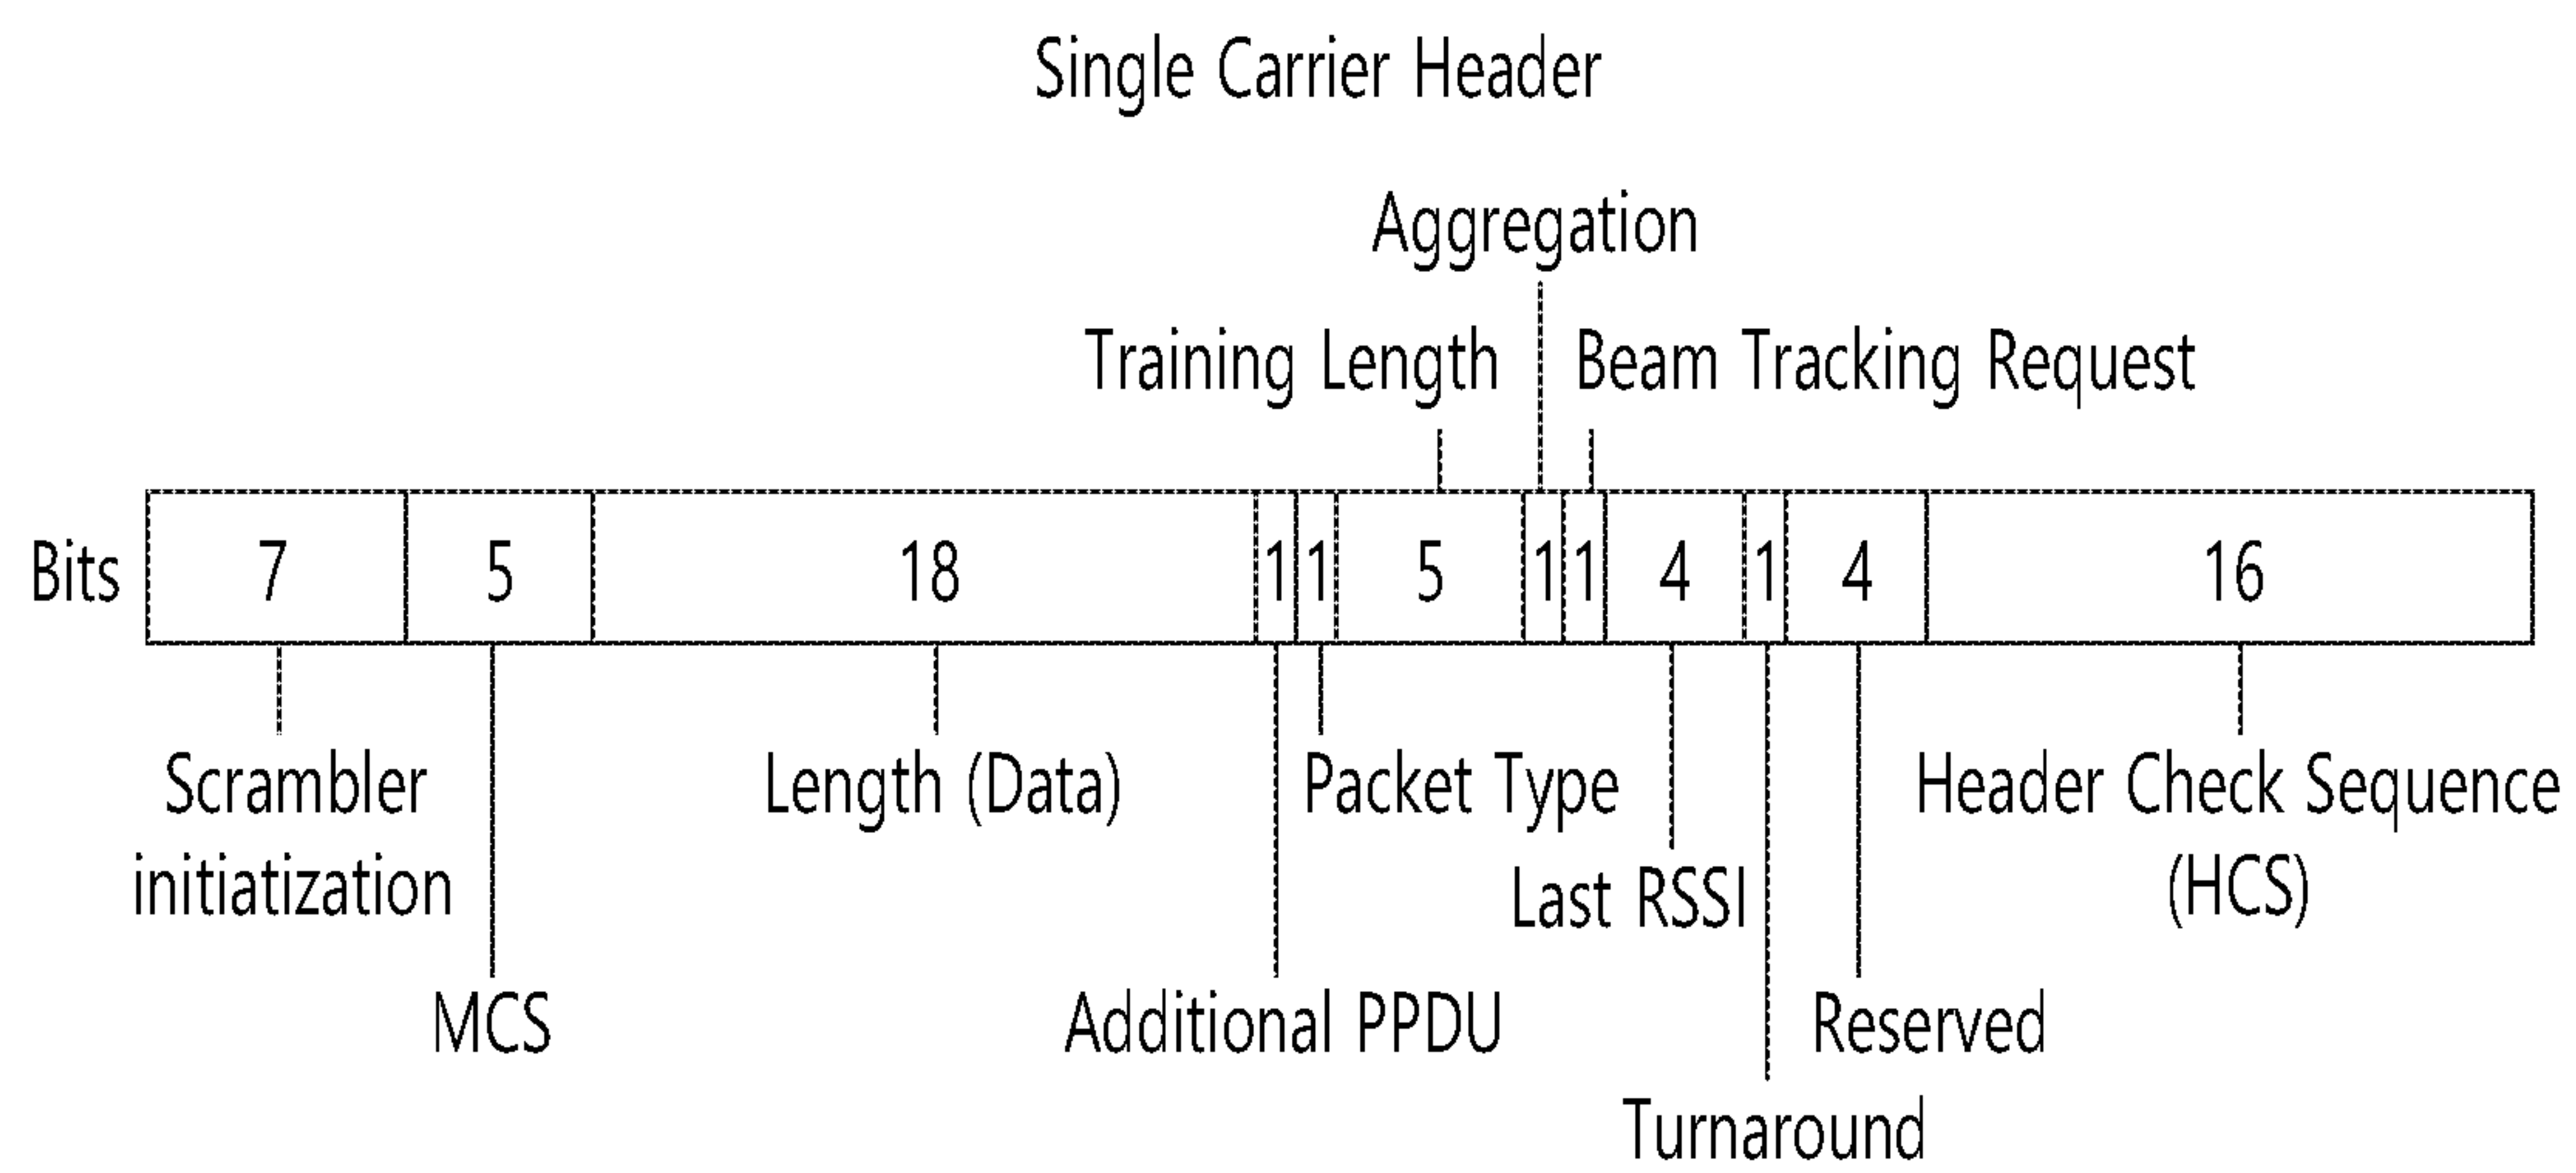 Single Carrier Header
Aggregation
Training Length Beam Tracking Request
Bits 7 5 18 1 1 5 1 1 4 1 4 16
Scrambler
initiatization
Length (Data)
Packet Type
Header Check Sequence
(HCS)
Last RSSI
MCS
Additional PPDU
Reserved
Turnaround